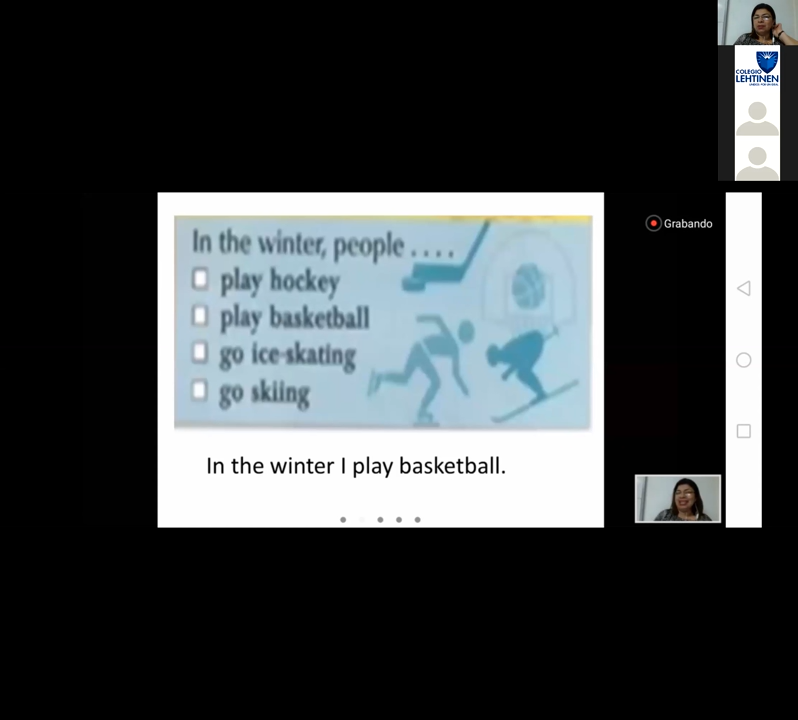 COLEGIO
LEHTINEN
Grabando
In the winter, people ....
play hockey
play basketball
go ice-skating
go skiing
In the winter I play basketball.